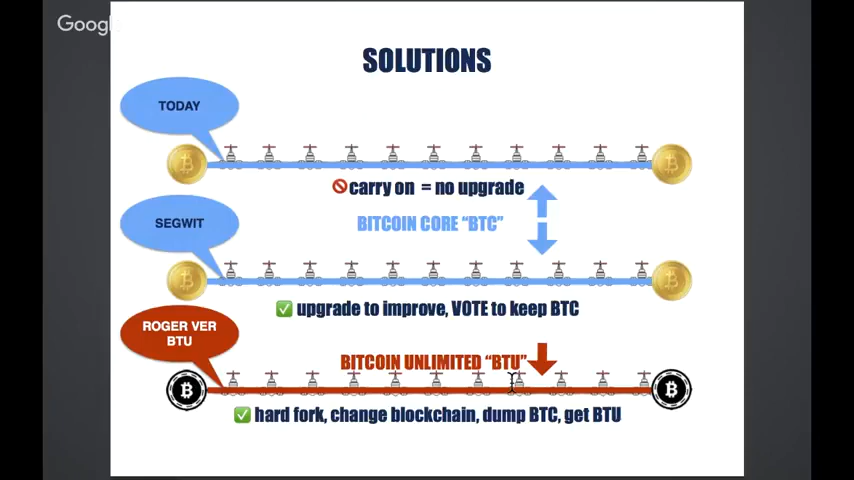 Google
SOLUTIONS
TODAY
carry on = no upgrade
BITCOIN CORE “BTC”
SEGWIT
upgrade to improve, VOTE to keep BTC
ROGER VER
BTU
BITCOIN UNLIMITED “BTU”
hard fork, change blockchain, dump BTC, get BTU